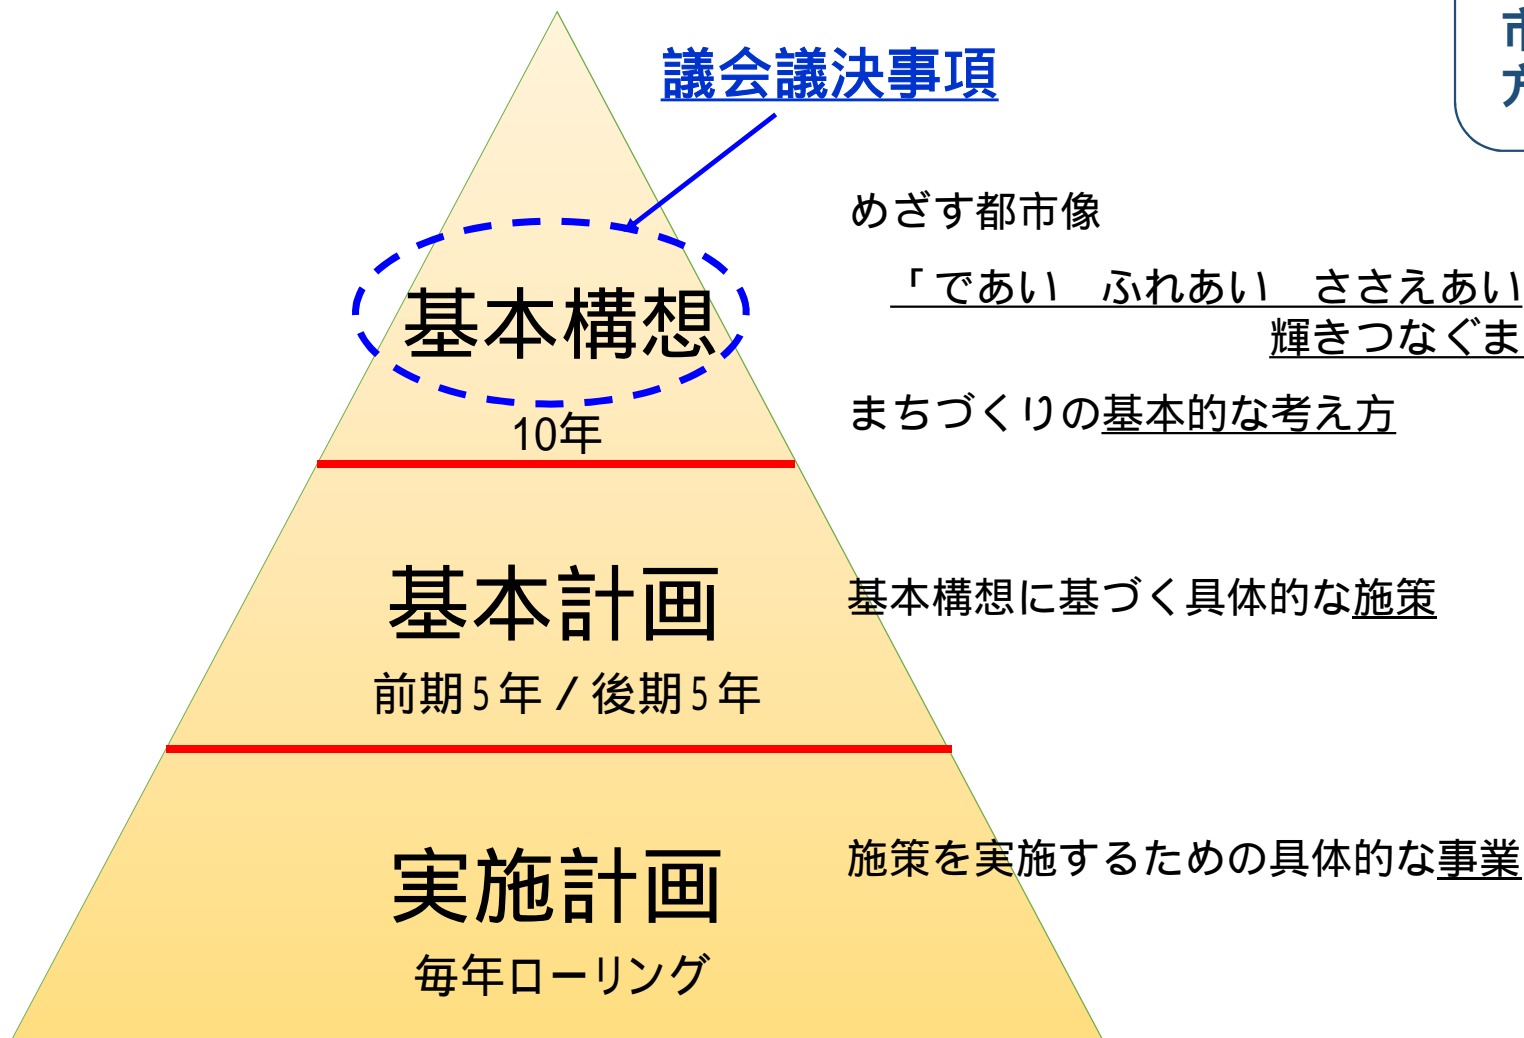 議会議決事項
めざす都市像
「であい　ふれあい　ささえあい
輝きつなぐま
基本構想
10年
まちづくりの基本的な考え方
基本計画
前期5年/後期5年
基本構想に基づく具体的な施策
実施計画
毎年ローリング
施策を実施するための具体的な事業